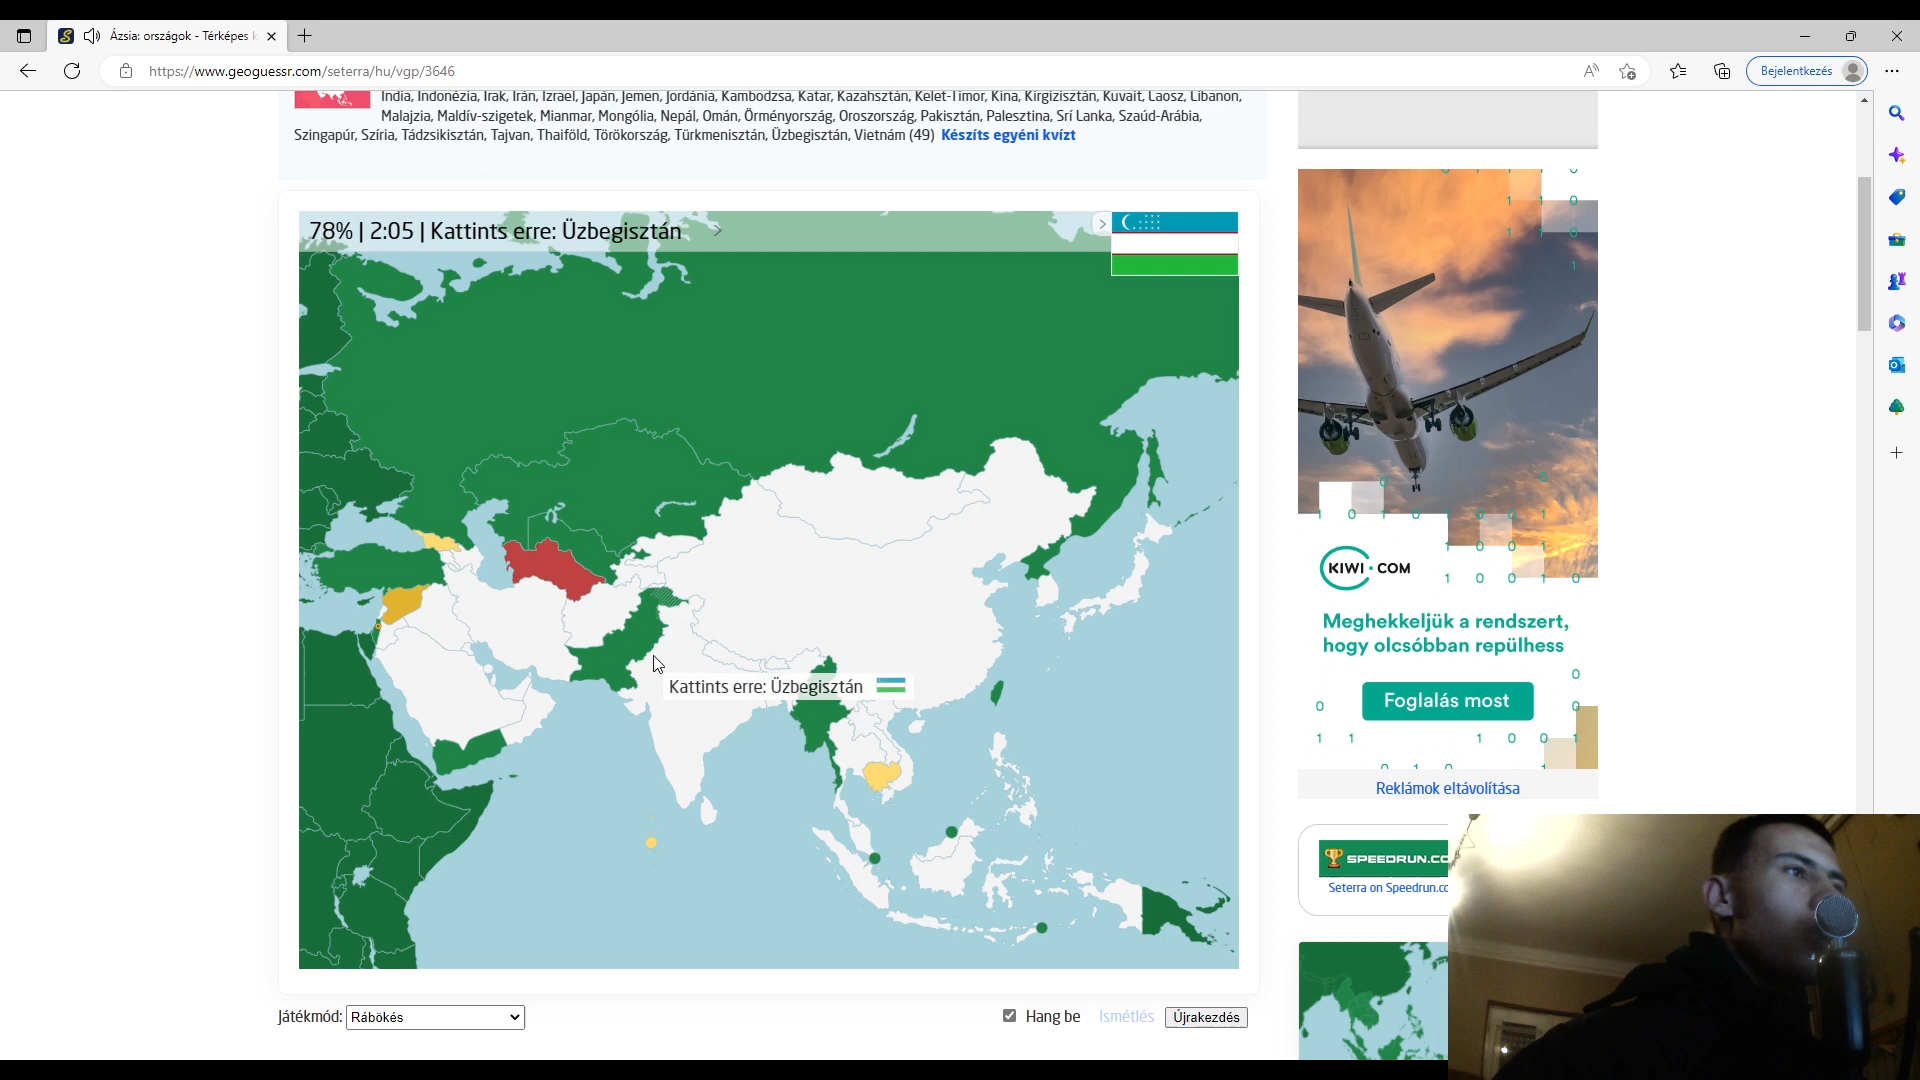 Ázsia: országok - Térképes k
https://www.geoguessr.com/seterra/hu/vgp/3646
Bejelentkezés
India, Indonézia, Irak, Irán, Izrael, Japán, Jemen, Jordánia, Kambodzsa, Katar, Kazahsztán, Kelet-Timor, Kína, Kirgizisztán, Kuvait, Laosz, Libanon,
Malajzia, Maldív-szigetek, Mianmar, Mongólia, Nepál, Omán, Örményország, Oroszország, Pakisztán, Palesztina, Srí Lanka, Szaúd-Arábia,
Szingapúr, Szíria, Tádzsikisztán, Tajvan, Thaiföld, Törökország, Türkmenisztán, Üzbegisztán, Vietnám (49) Készíts egyéni kvízt
78% | 2:05 | Kattints erre: Üzbegisztán
Kattints erre: Üzbegisztán
Játékmód: Rábökés
Hang be Ismétlés Újrakezdés
KIWI.COM
Meghekkeljük a rendszert,
hogy olcsóbban repülhess
Foglalás most
Reklámok eltávolítása
SPEEDRUN.CO
Seterra on Speedrun.co